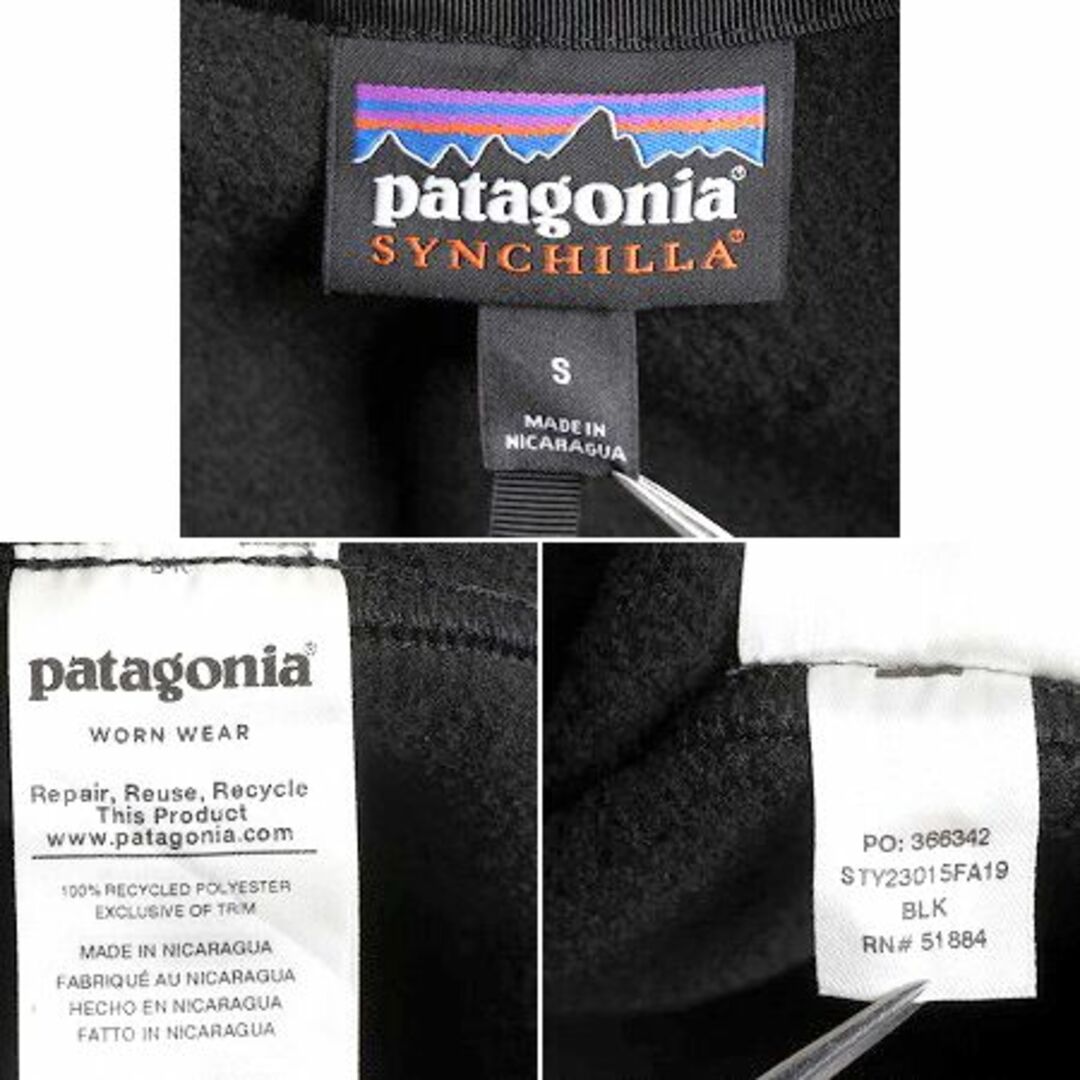 patagonia®
SYNCHILLA®
S
MADE IN
NICARAGUA
patagonia®
WORN WEAR
Repair, Reuse, Recycle
This Product
www.patagonia.com
100% RECYCLED POLYESTER
EXCLUSIVE OF TRIM
MADE IN NICARAGUA
FABRIQUÉ AU NICARAGUA
HECHO EN NICARAGUA
FATTO IN NICARAGUA
PO: 366342
STY23015FA19
BLK
RN# 51884